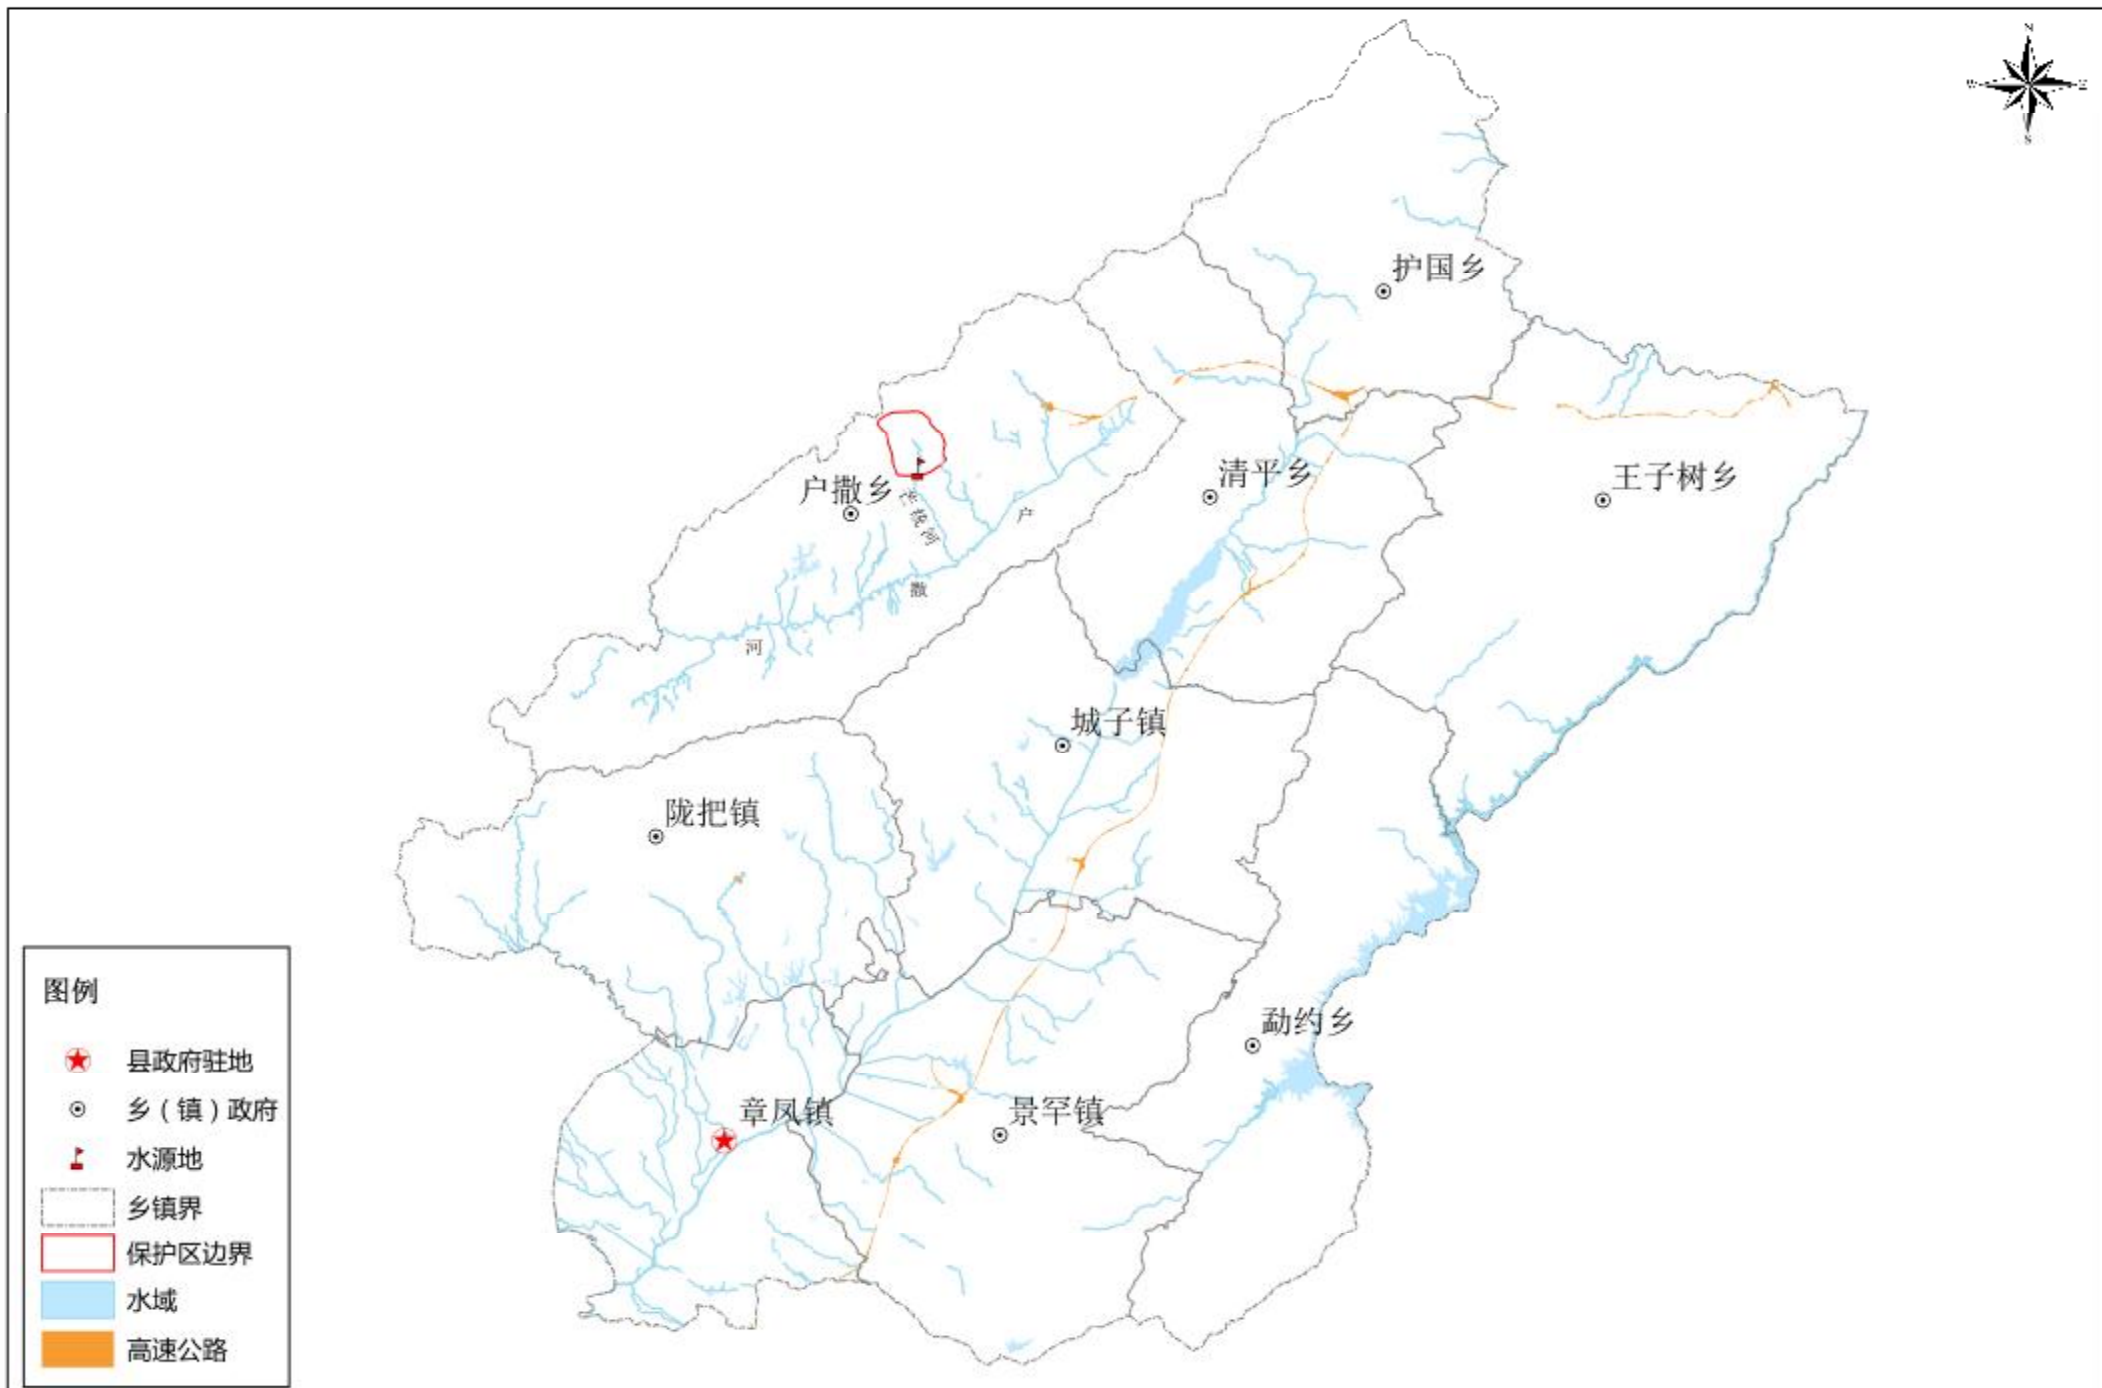 N
W
S
护国乡
清平乡
王子树乡
户撒乡
户
撒
河
城子镇
陇把镇
勐约乡
章凤镇
景罕镇
图例
县政府驻地
乡（镇）政府
水源地
乡镇界
保护区边界
水域
高速公路